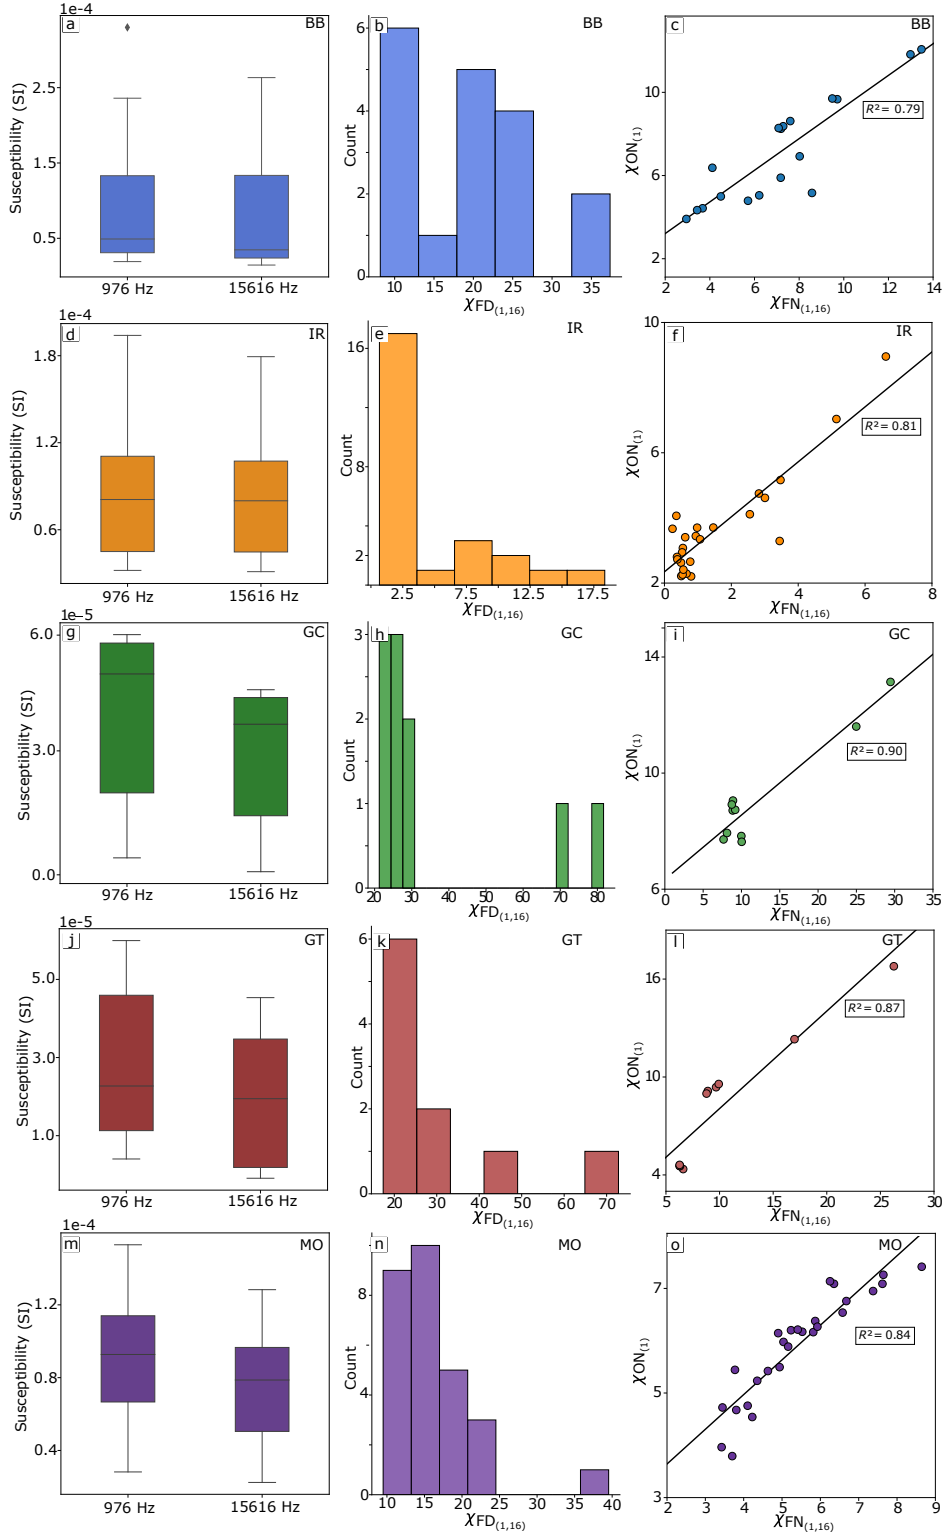 1e-4
a BB
Susceptibility (SI)
2.5
1.5
0.5
976 Hz 15616 Hz
b BB
Count
6
4
2
0
10 15 20 25 30 35
χFD(1,16)
c BB
χON(1)
10
6
2
R² = 0.79
2 4 6 8 10 12 14
χFN(1,16)
1e-4
d IR
Susceptibility (SI)
1.8
1.2
0.6
976 Hz 15616 Hz
e IR
Count
16
8
2
2.5 7.5 12.5 17.5
χFD(1,16)
f IR
χON(1)
10
6
2
R² = 0.81
0 2 4 6 8
χFN(1,16)
1e-5
g GC
Susceptibility (SI)
6.0
3.0
0.0
976 Hz 15616 Hz
h GC
Count
3
2
1
0
20 30 40 50 60 70 80
χFD(1,16)
i GC
χON(1)
14
10
6
R² = 0.90
0 5 10 15 20 25 30 35
χFN(1,16)
1e-5
j GT
Susceptibility (SI)
5.0
3.0
1.0
976 Hz 15616 Hz
k GT
Count
6
4
2
0
20 30 40 50 60 70
χFD(1,16)
l GT
χON(1)
16
10
4
R² = 0.87
5 10 15 20 25 30
χFN(1,16)
1e-4
m MO
Susceptibility (SI)
1.2
0.8
0.4
976 Hz 15616 Hz
n MO
Count
8
4
0
10 15 20 25 30 35 40
χFD(1,16)
o MO
χON(1)
7
5
3
R² = 0.84
2 3 4 5 6 7 8 9
χFN(1,16)